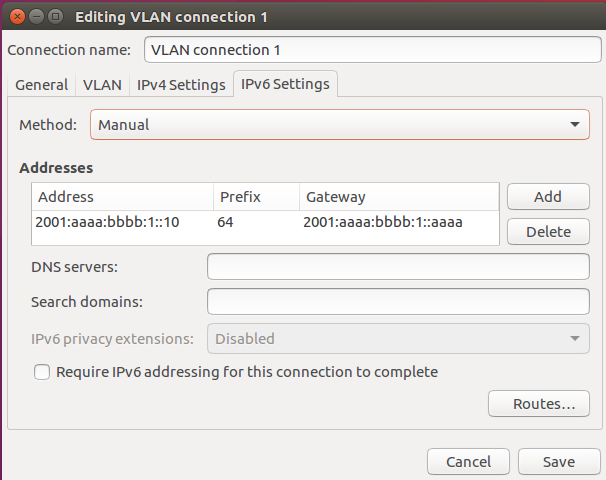 Editing VLAN connection 1
Connection name: VLAN connection 1
General VLAN IPv4 Settings IPv6 Settings
Method: Manual
Addresses
Address Prefix Gateway Add
2001:aaaa:bbbb:1::10 64 2001:aaaa:bbbb:1::aaaa
Delete
DNS servers:
Search domains:
IPv6 privacy extensions: Disabled
Require IPv6 addressing for this connection to complete
Routes...
Cancel Save